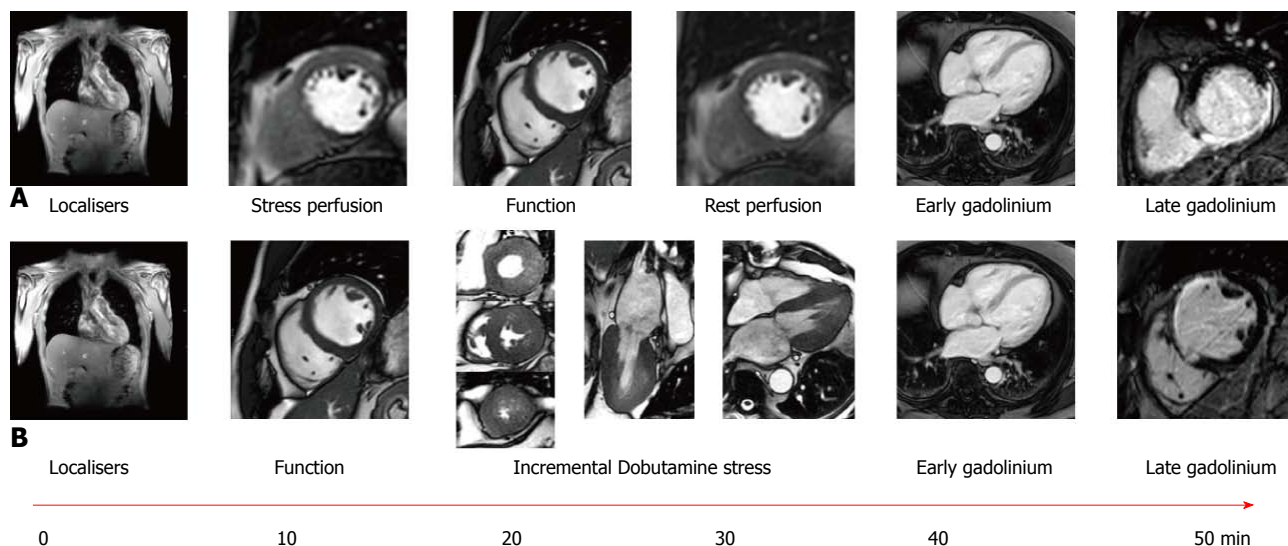 A
Localisers Stress perfusion Function Rest perfusion Early gadolinium Late gadolinium
B
Localisers Function Incremental Dobutamine stress Early gadolinium Late gadolinium
0 10 20 30 40 50 min